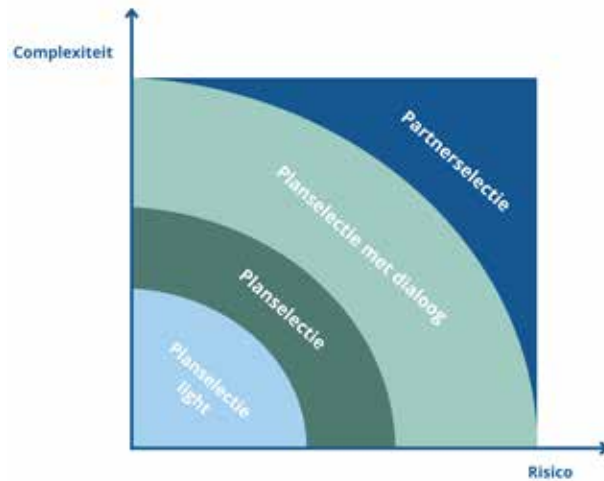 Complexiteit
Partnerselectie
Planselectie met dialoog
Planselectie
Planselectie
light
Risico